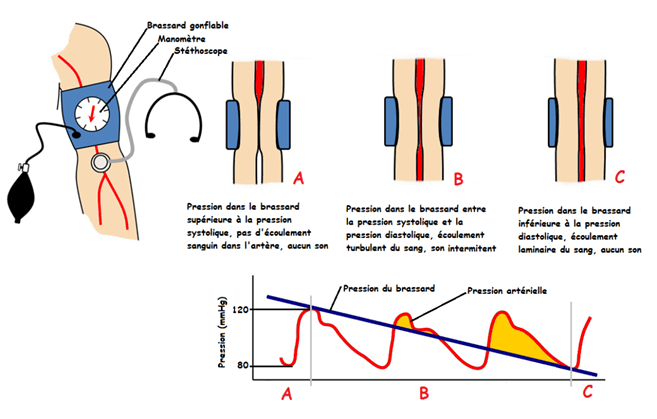 Brassard gonflable
Manomètre
Stéthoscope
A
B
C
Pression dans le brassard
supérieure à la pression
systolique, pas d'écoulement
sanguin dans l'artère, aucun son
Pression dans le brassard entre
la pression systolique et la
pression diastolique, écoulement
turbulent du sang, son intermitent
Pression dans le brassard
inférieure à la pression
diastolique, écoulement
laminaire du sang, aucun son
Pression du brassard
Pression artérielle
Pression (mmHg)
120
80
A
B
C